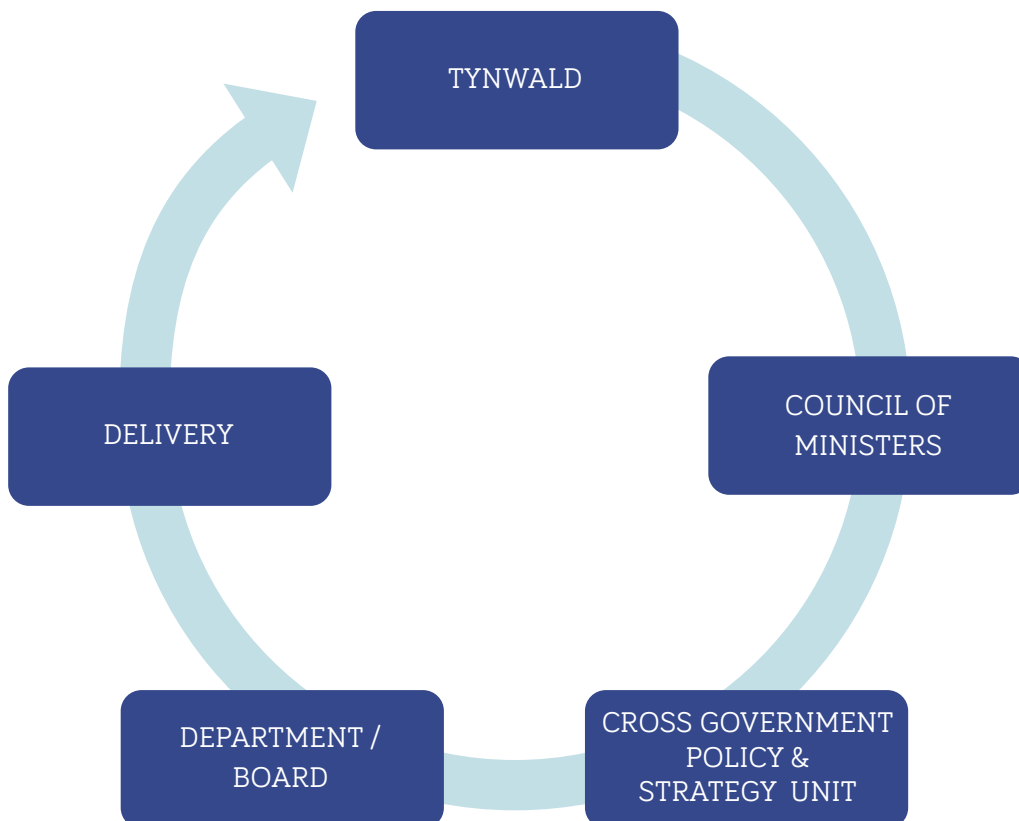 TYNWALD
COUNCIL OF
MINISTERS
CROSS GOVERNMENT
POLICY &
STRATEGY UNIT
DEPARTMENT /
BOARD
DELIVERY